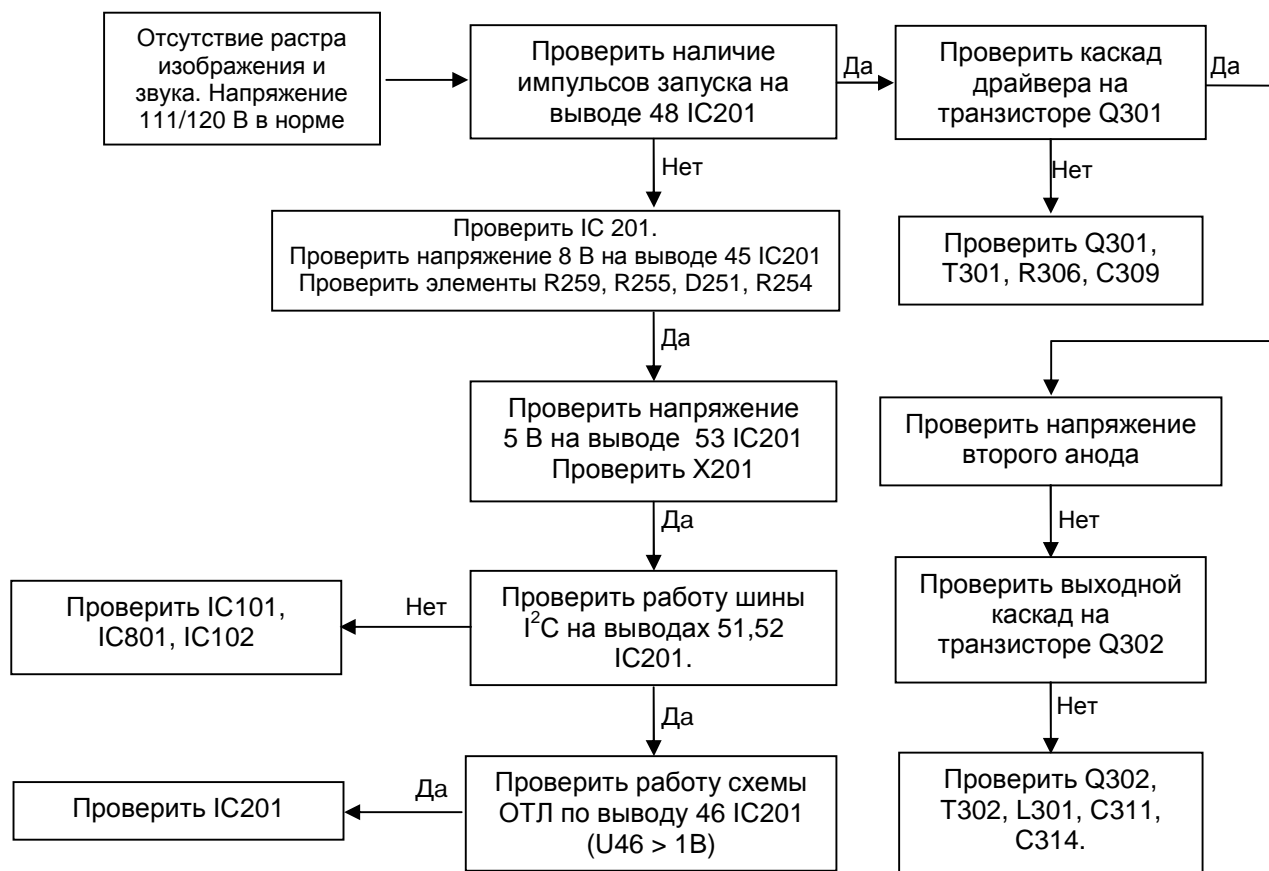 Отсутствие растра
изображения и
звука. Напряжение
111/120 В в норме
Проверить наличие
импульсов запуска на
выводе 48 IC201
Да
Проверить каскад
драйвера на
транзисторе Q301
Да
Нет
Нет
Проверить IC 201.
Проверить напряжение 8 В на выводе 45 IC201
Проверить элементы R259, R255, D251, R254
Проверить Q301,
T301, R306, C309
Да
Проверить напряжение
5 В на выводе 53 IC201
Проверить X201
Проверить напряжение
второго анода
Да
Нет
Проверить IC101,
IC801, IC102
Нет
Проверить работу шины
I²C на выводах 51,52
IC201.
Проверить выходной
каскад на
транзисторе Q302
Да
Нет
Проверить IC201
Да
Проверить работу схемы
ОТЛ по выводу 46 IC201
(U46 > 1В)
Проверить Q302,
T302, L301, C311,
C314.